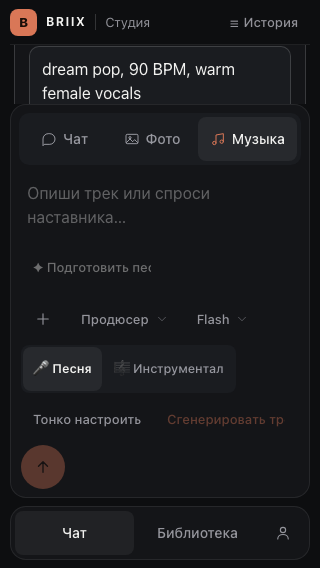 B BRIIX Студия ≡ История
dream pop, 90 BPM, warm
female vocals
Чат Фото Музыка
Опиши трек или спроси
наставника...
Подготовить пес
Продюсер Flash
Песня Инструментал
Тонко настроить Сгенерировать тр
Чат Библиотека